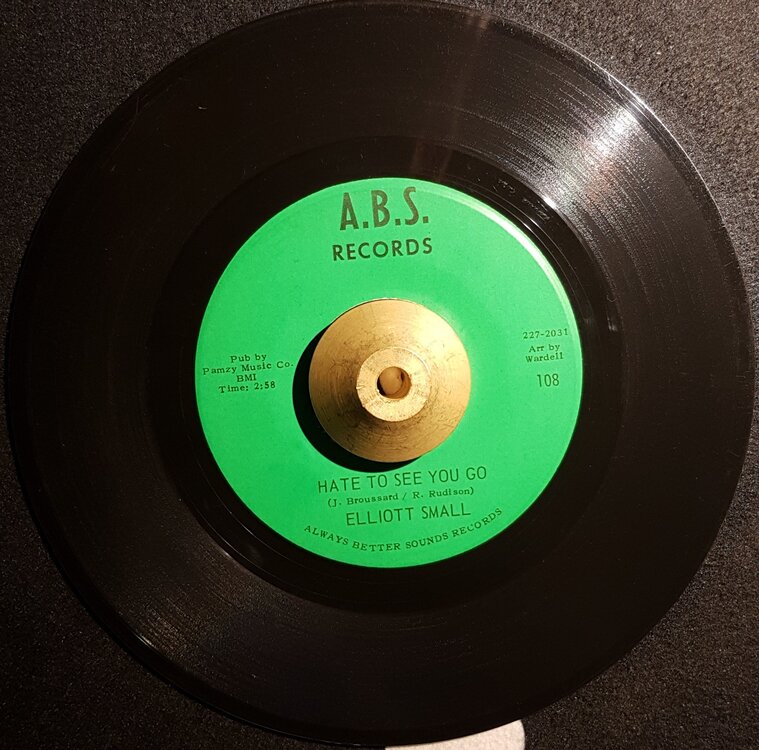 A.B.S.
RECORDS
Pub by
Pamzy Music Co.
BMI
Time: 2:58
227-2031
Arr by
Wardell
108
HATE TO SEE YOU GO
(J. Broussard / R. Rudison)
ELLIOTT SMALL
ALWAYS BETTER SOUNDS RECORDS